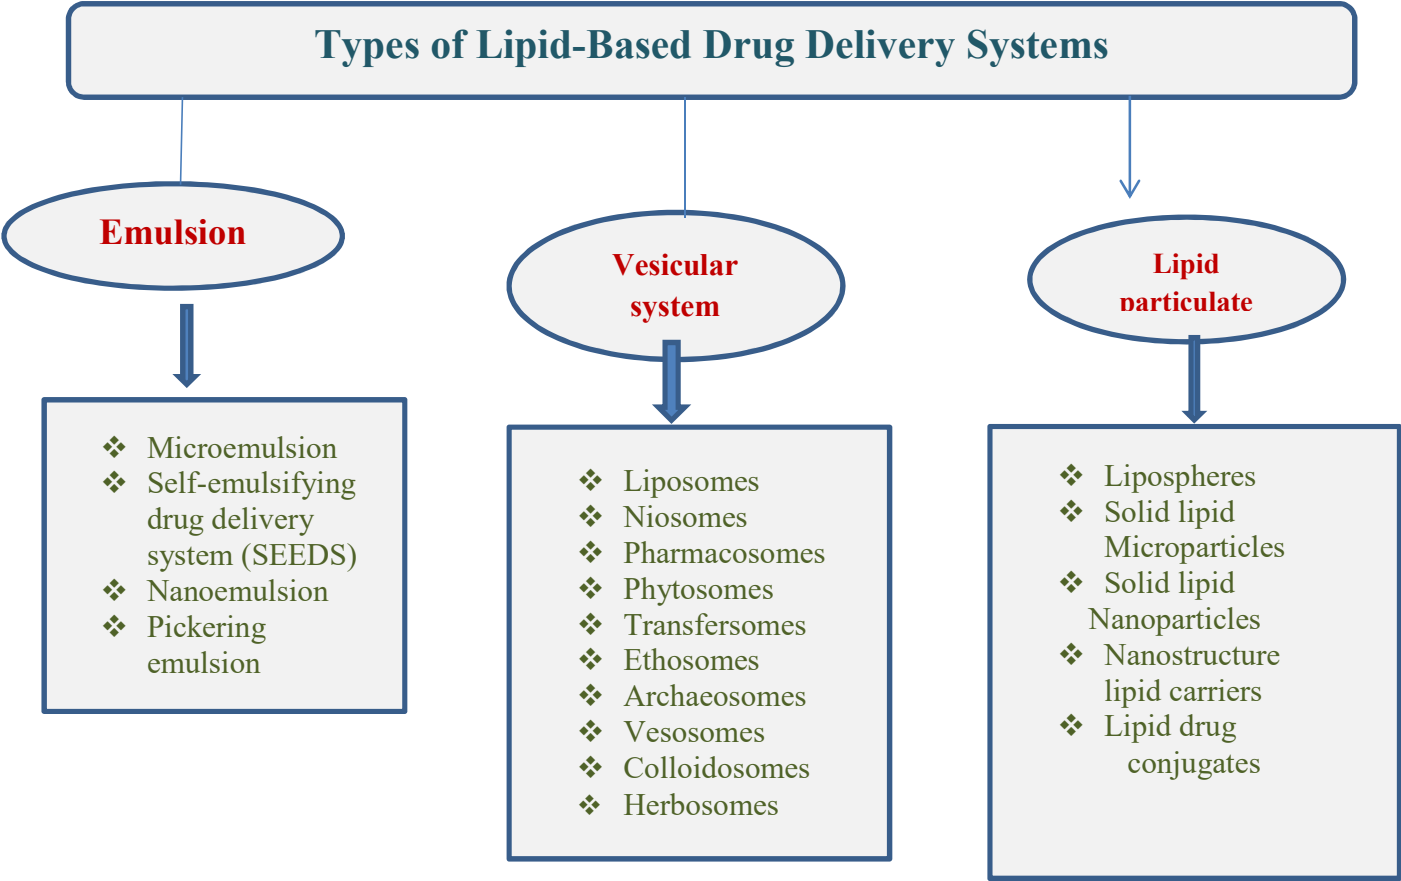 Types of Lipid-Based Drug Delivery Systems
Emulsion
Microemulsion
Self-emulsifying
drug delivery
system (SEEDS)
Nanoemulsion
Pickering
emulsion
Vesicular
system
Liposomes
Niosomes
Pharmacosomes
Phytosomes
Transfersomes
Ethosomes
Archaeosomes
Vesosomes
Colloidosomes
Herbosomes
Lipid
particulate
Lipospheres
Solid lipid
Microparticles
Solid lipid
Nanoparticles
Nanostructure
lipid carriers
Lipid drug
conjugates